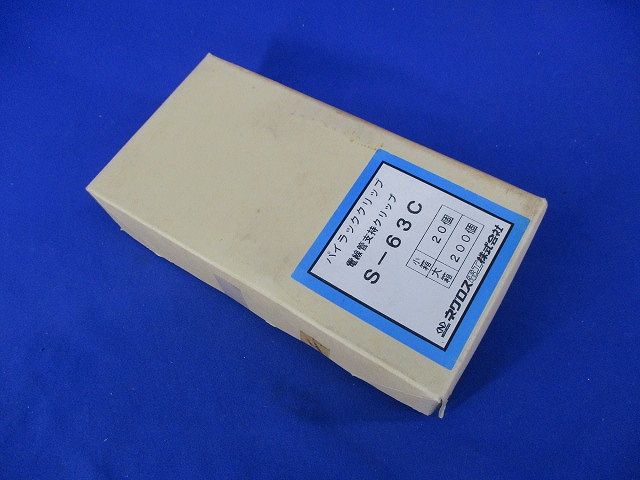 パイラッククリップ
電線管支持クリップ
S-63C
小箱 20個
大箱 200個
ネグロス電工株式会社